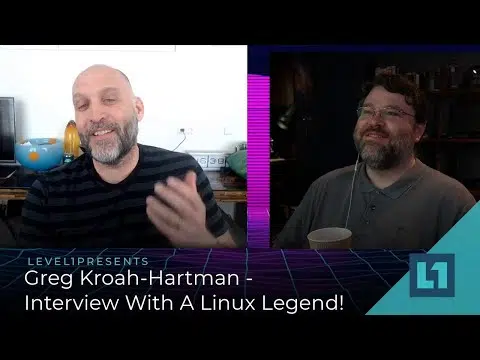 LEVEL1PRESENTS
Greg Kroah-Hartman -
Interview With A Linux Legend!
L1